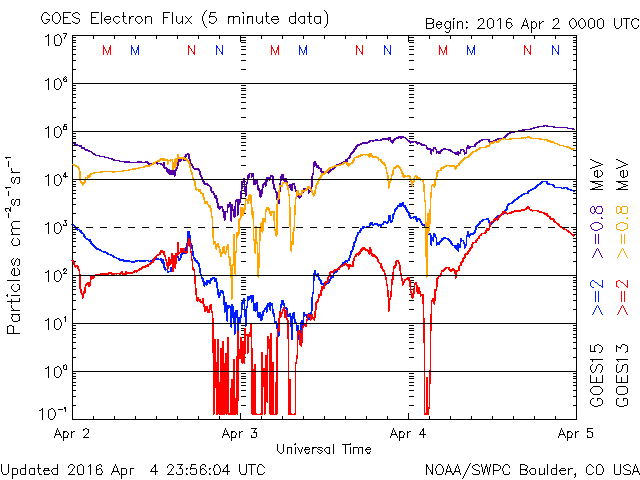 GOES Electron Flux (5 minute data)
Begin: 2016 Apr 2 0000 UTC
M M N N M M N N M M N N
10⁷
10⁶
10⁵
10⁴
10³
10²
10¹
10⁰
10⁻¹
Particles cm⁻²s⁻¹sr⁻¹
Apr 2 Apr 3 Apr 4 Apr 5
Universal Time
GOES15 >=2 >=0.8 MeV
GOES13 >=2 >=0.8 MeV
Updated 2016 Apr 4 23:56:04 UTC
NOAA/SWPC Boulder, CO USA